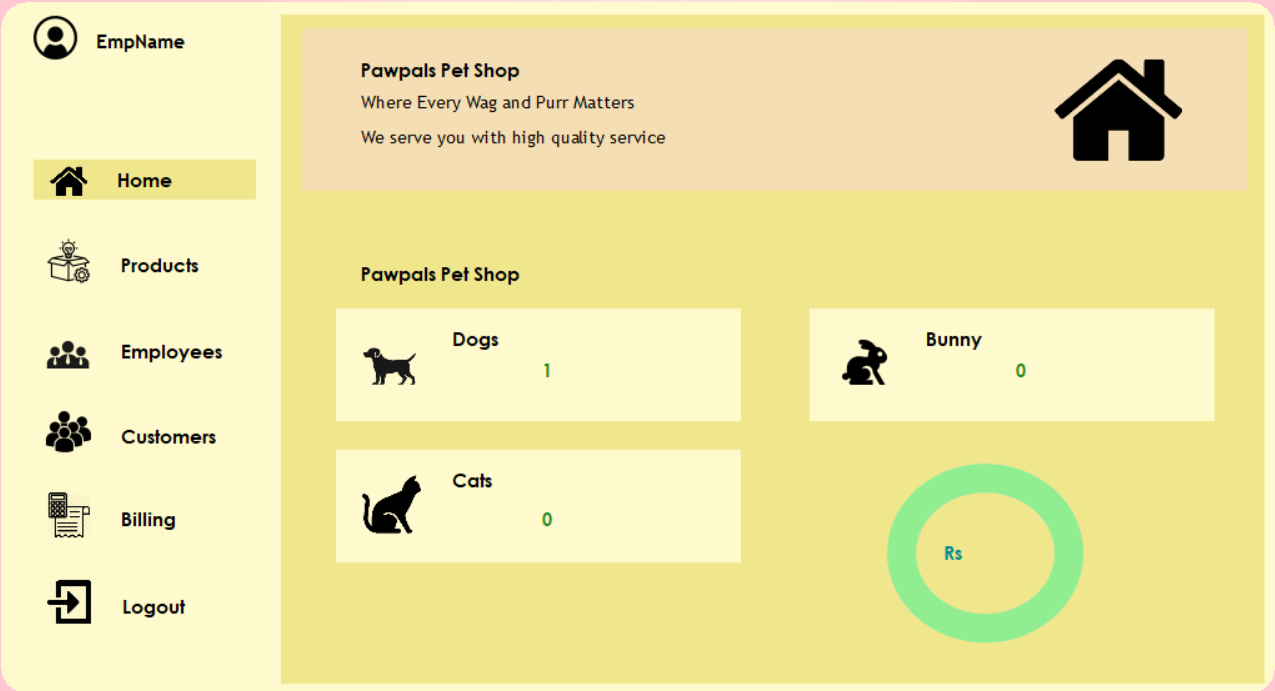 EmpName
Home
Products
Employees
Customers
Billing
Logout
Pawpals Pet Shop
Where Every Wag and Purr Matters
We serve you with high quality service
Pawpals Pet Shop
Dogs
1
Bunny
0
Cats
0
Rs